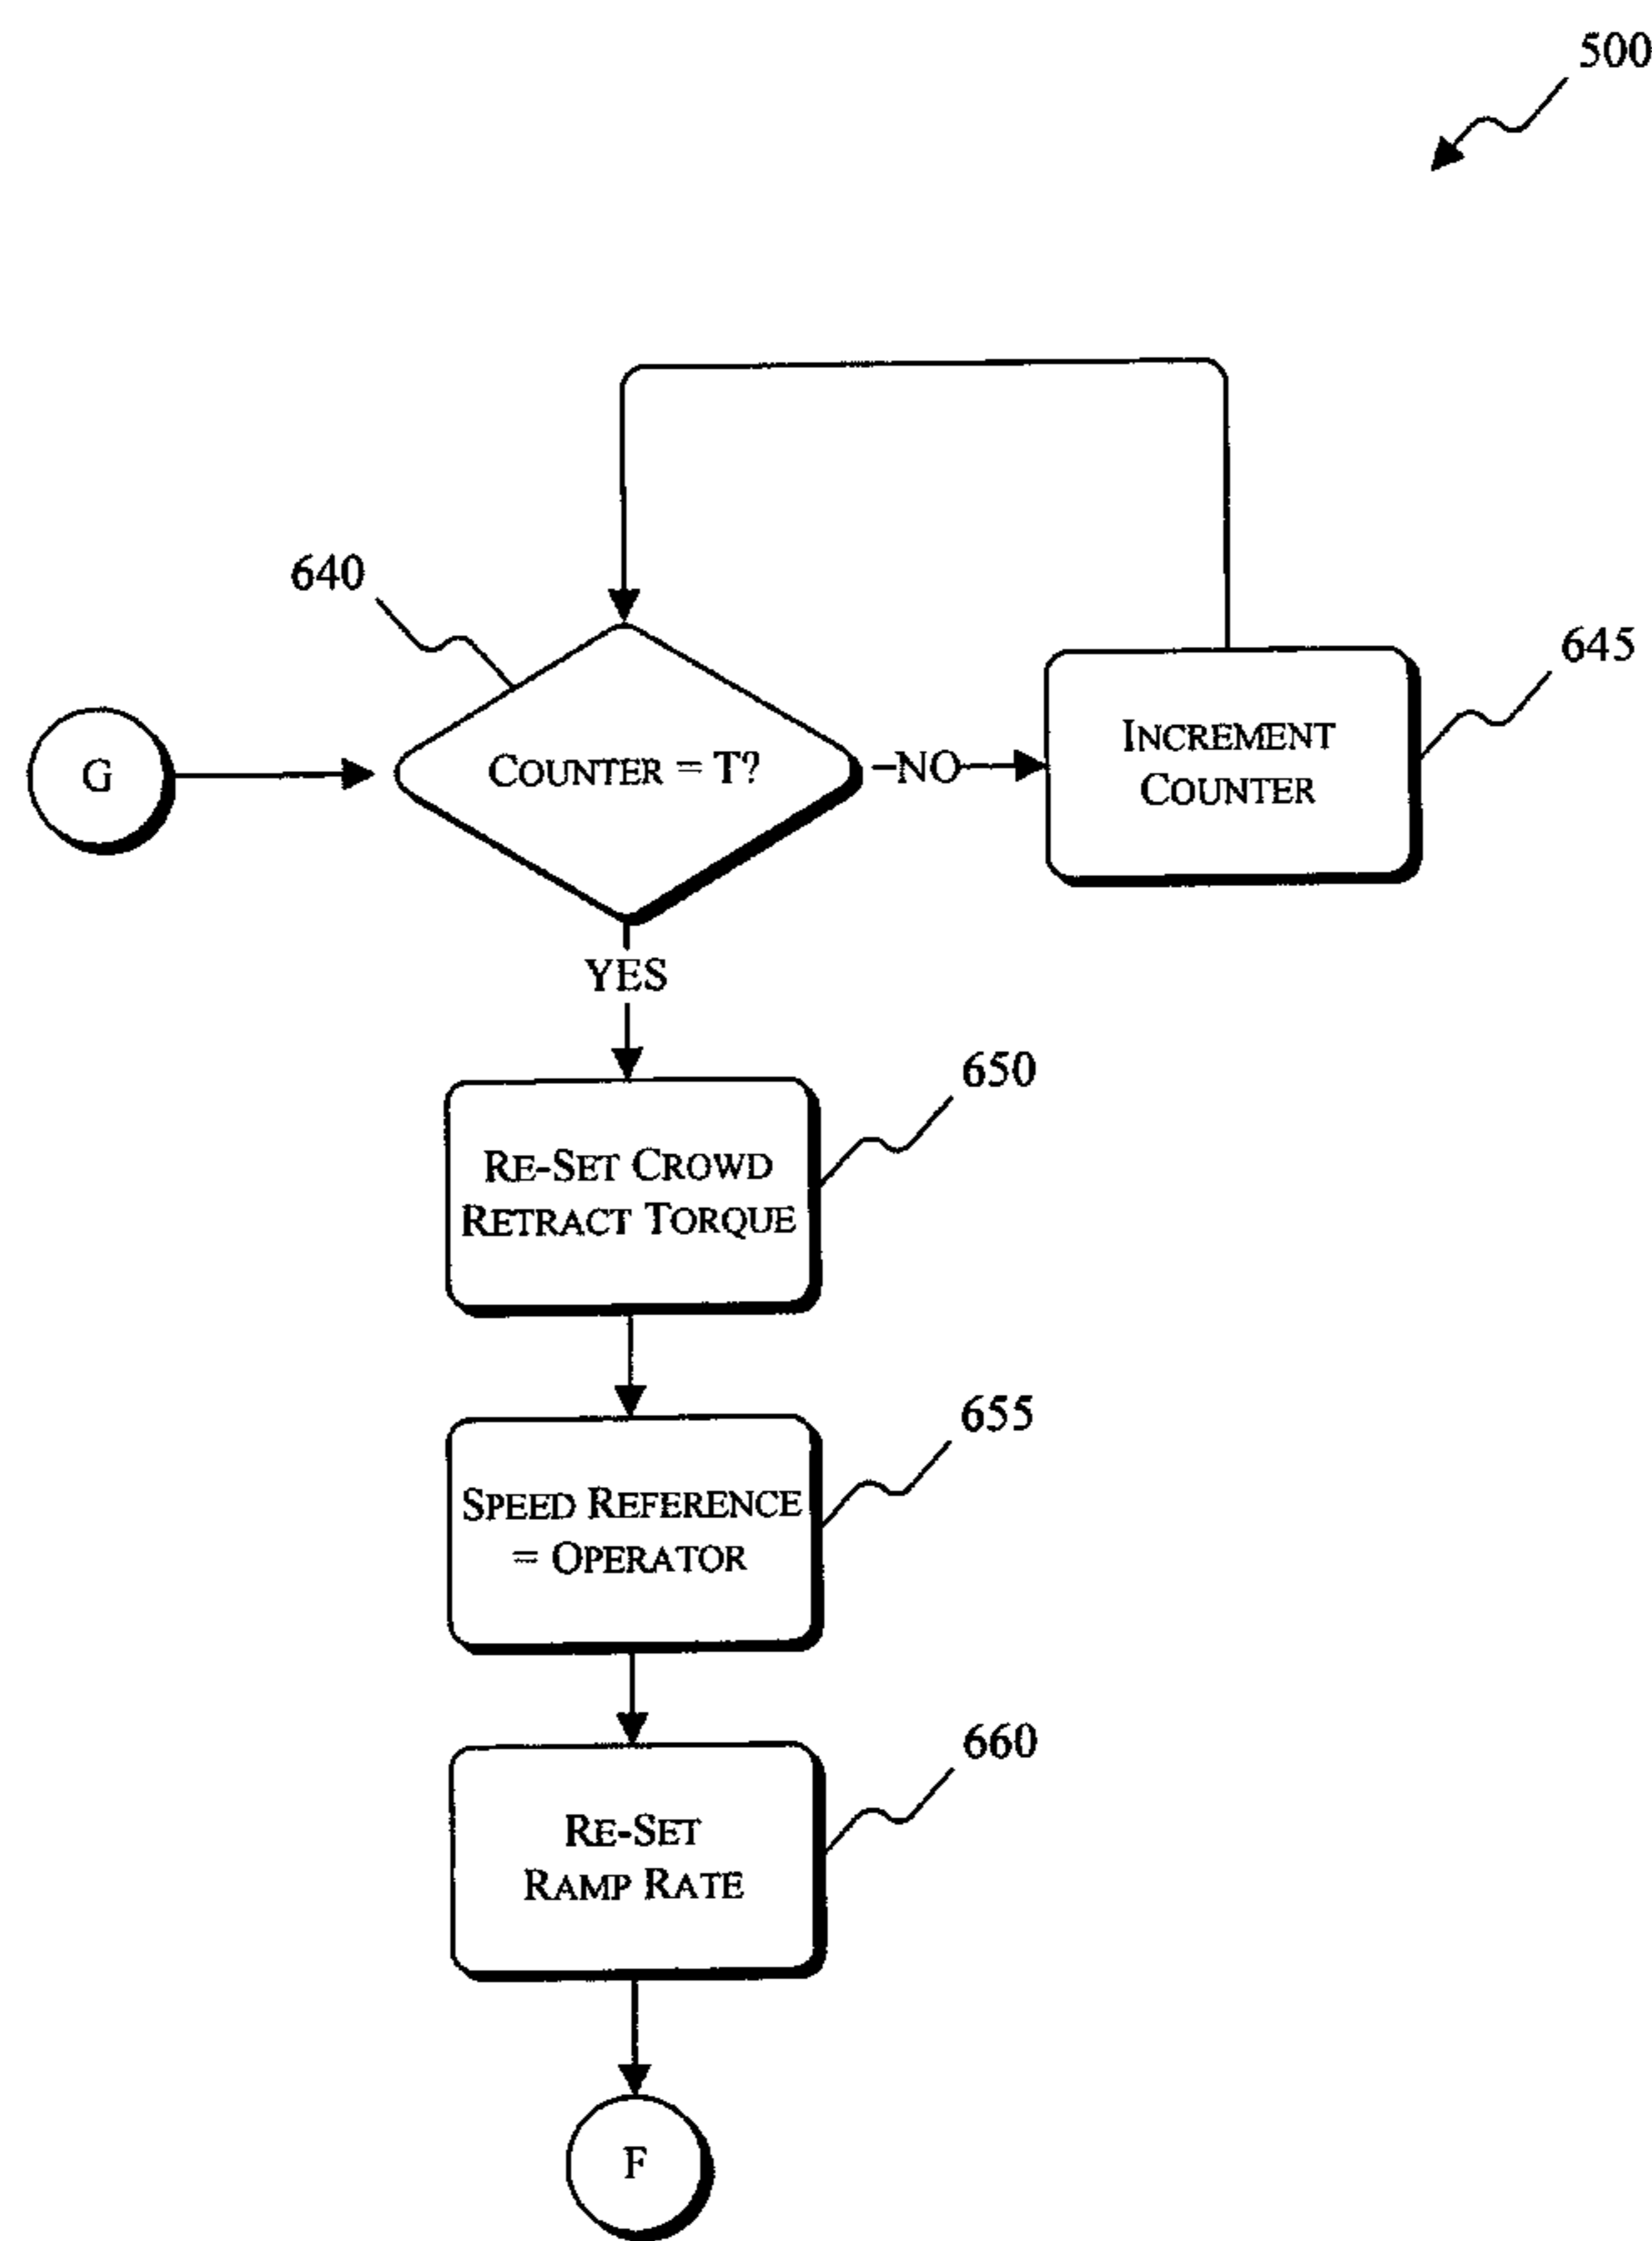 500
640
645
G
COUNTER = T?
-NO
INCREMENT
COUNTER
YES
650
RE-SET CROWD
RETRACT TORQUE
655
SPEED REFERENCE
= OPERATOR
660
RE-SET
RAMP RATE
F